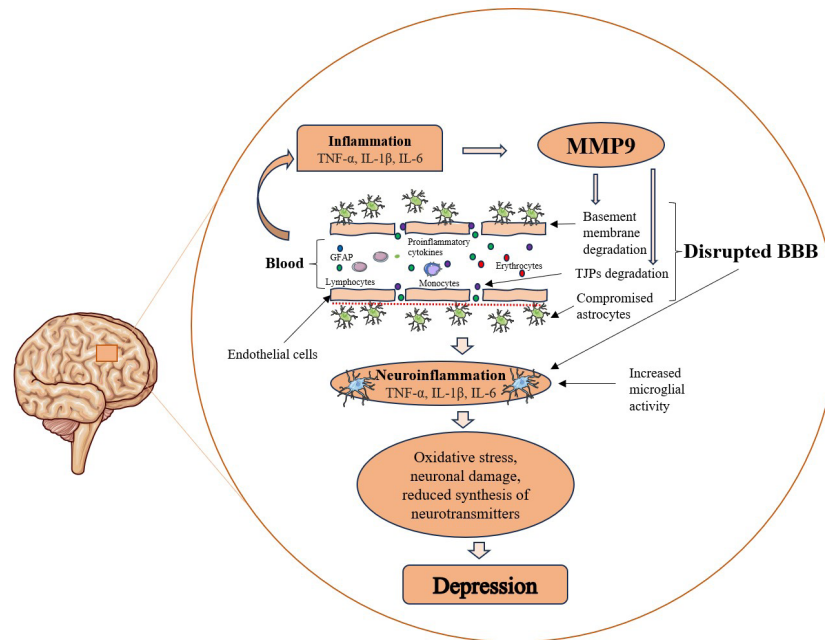 Inflammation
TNF-α, IL-1β, IL-6
MMP9
Basement
membrane
degradation
Blood
GFAP
Proinflammatory
cytokines
Erythrocytes
Lymphocytes
Monocytes
TJPs degradation
Disrupted BBB
Compromised
astrocytes
Endothelial cells
Neuroinflammation
TNF-α, IL-1β, IL-6
Increased
microglial
activity
Oxidative stress,
neuronal damage,
reduced synthesis of
neurotransmitters
Depression